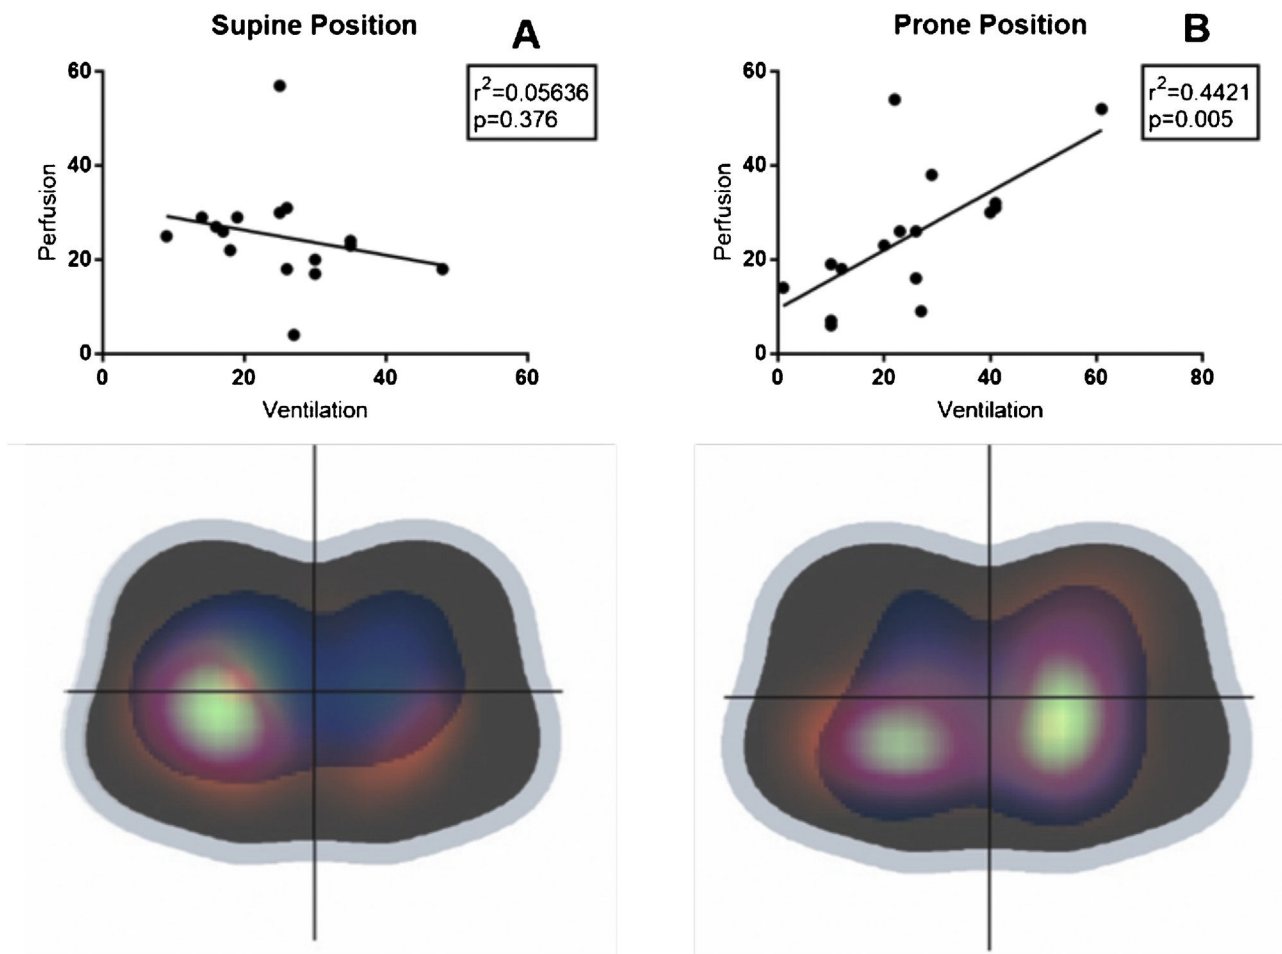 Supine Position
A
r2=0.05636
p=0.376
60
40
20
0
Perfusion
0 20 40 60
Ventilation
Prone Position
B
r2=0.4421
p=0.005
60
40
20
0
Perfusion
0 20 40 60 80
Ventilation